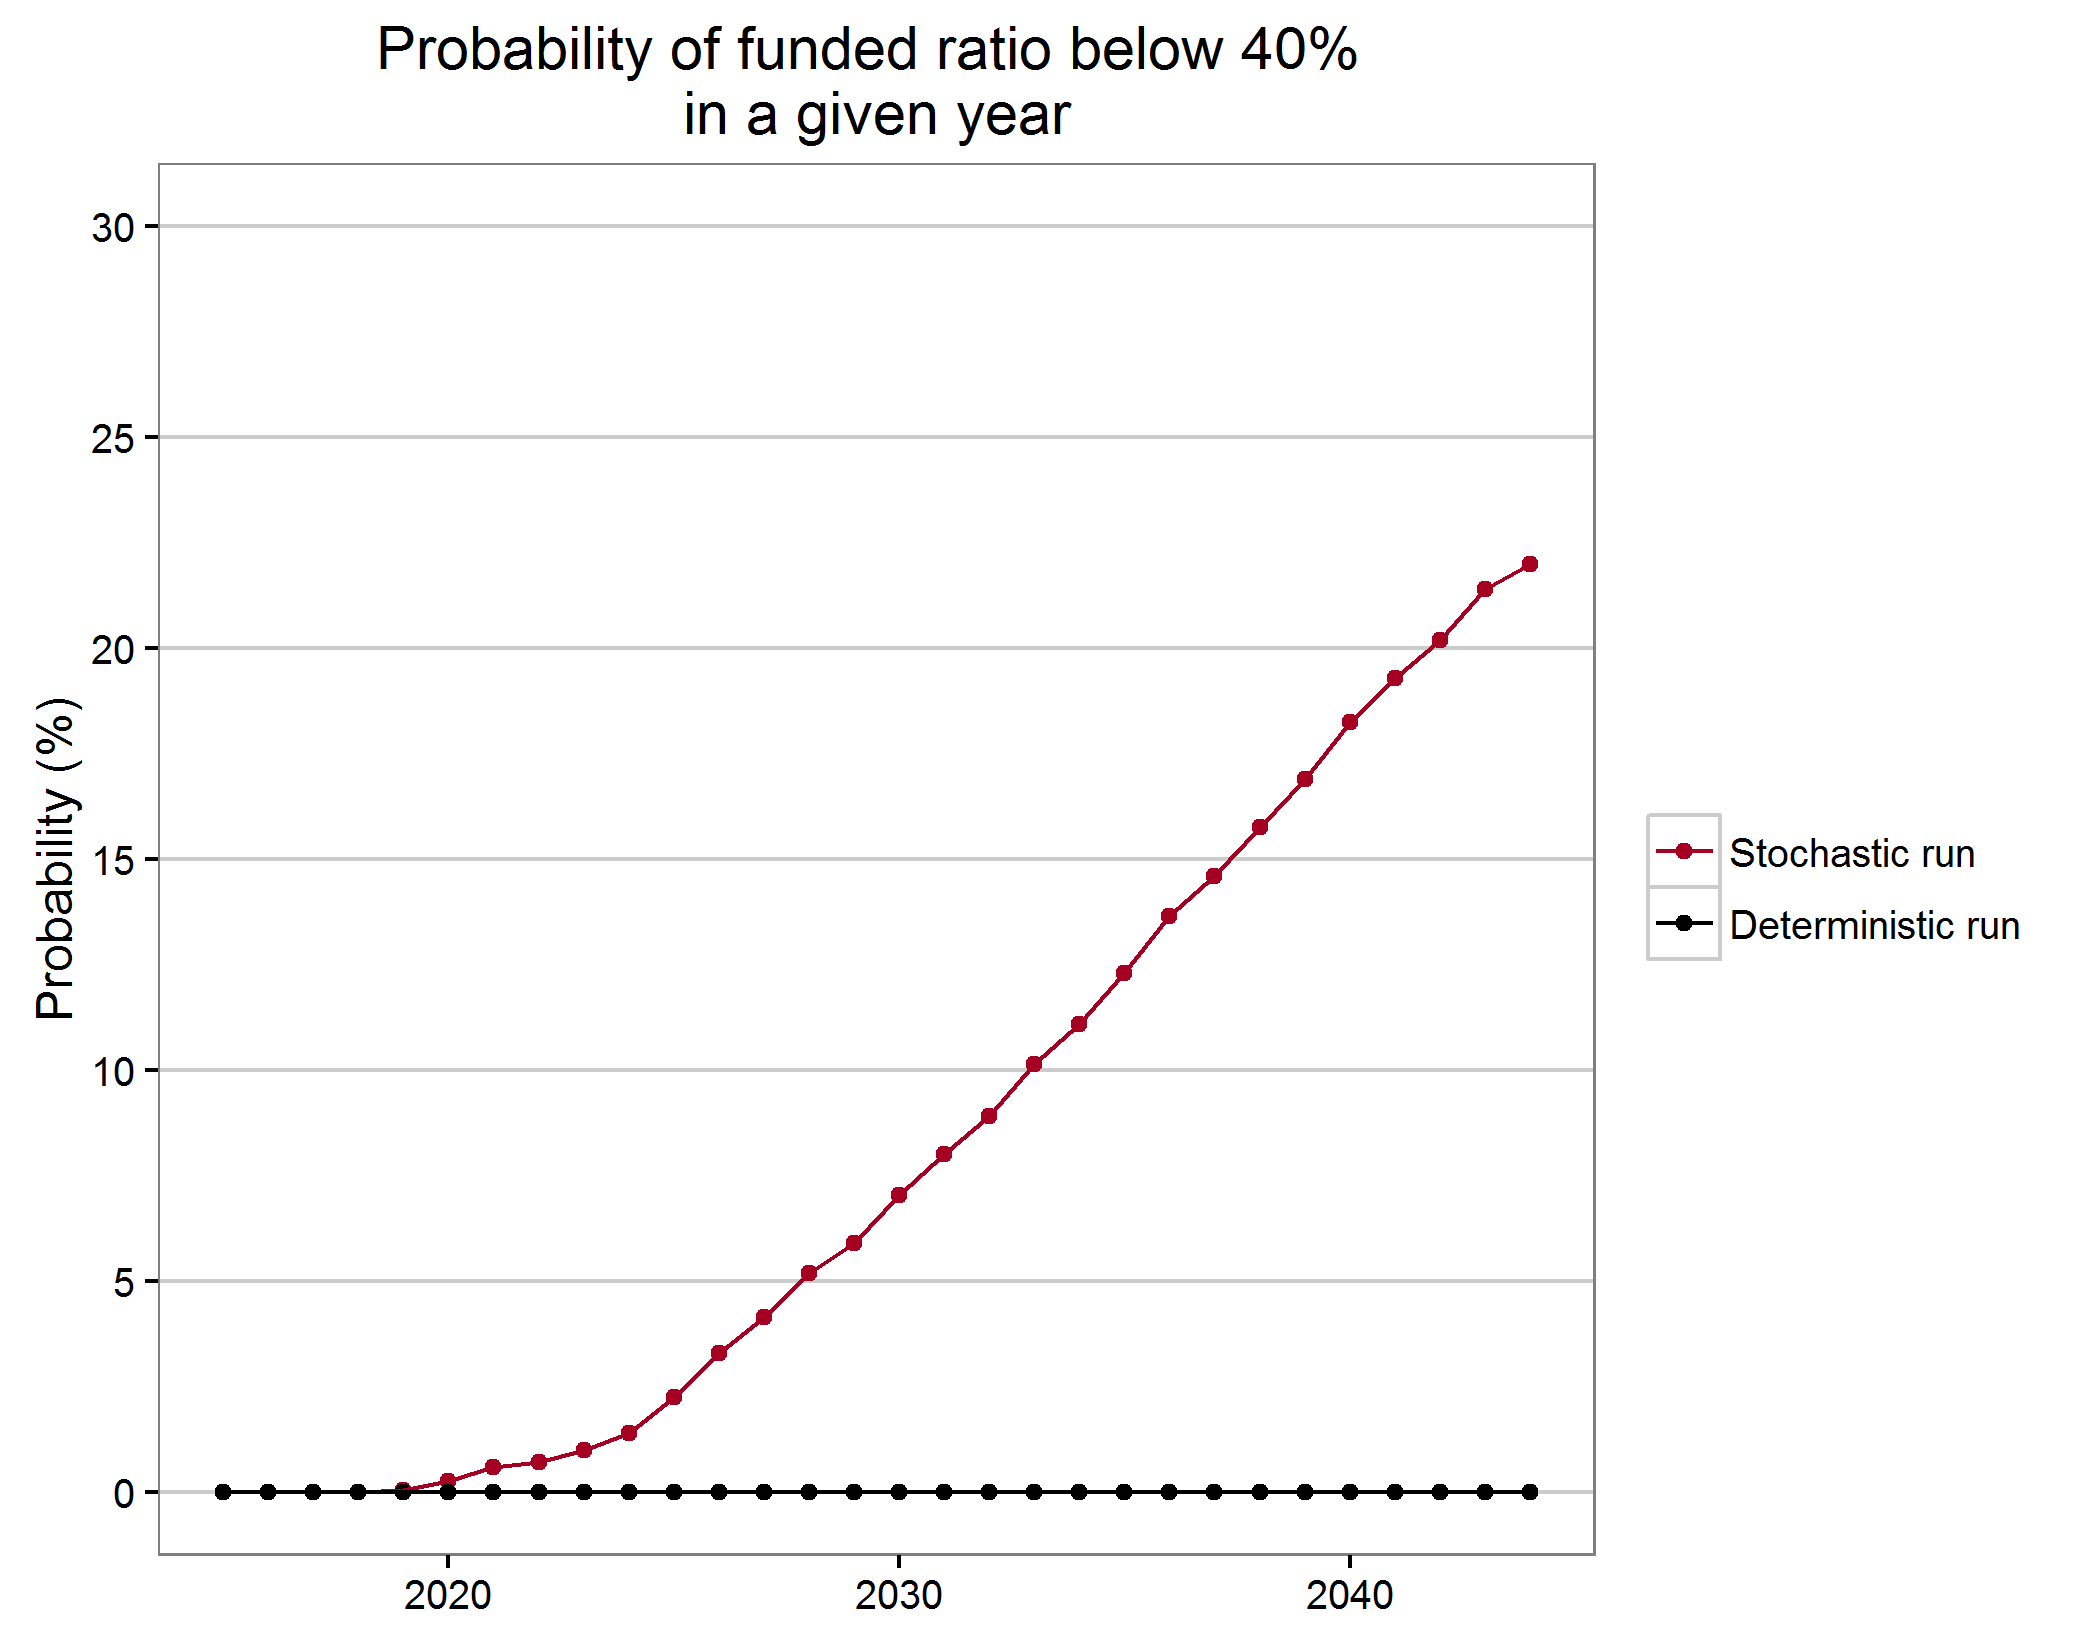 Probability of funded ratio below 40%
in a given year
30
25
20
15
10
5
0
Probability (%)
2020
2030
2040
Stochastic run
Deterministic run